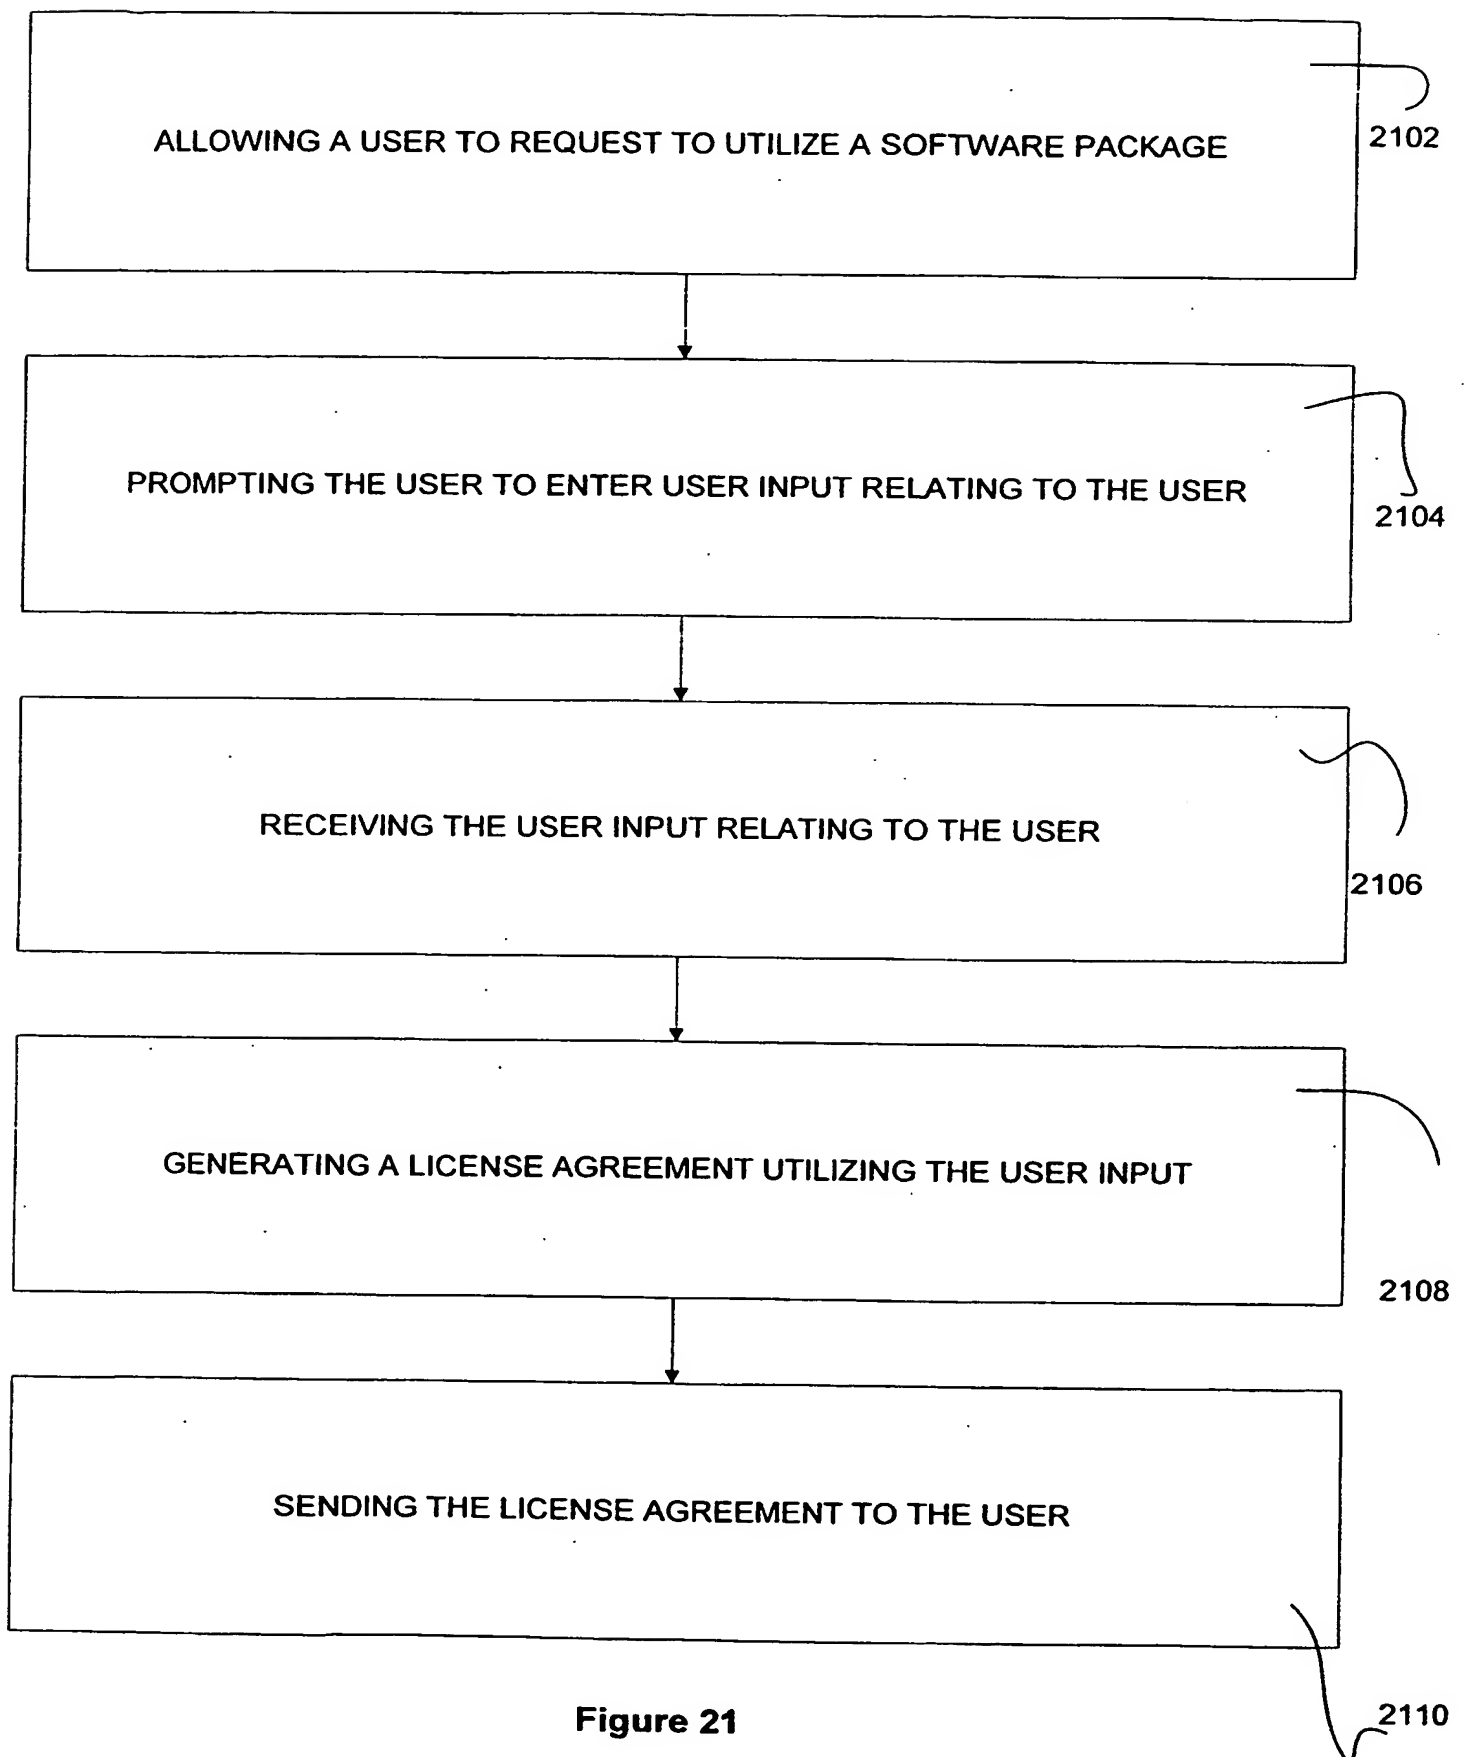 ALLOWING A USER TO REQUEST TO UTILIZE A SOFTWARE PACKAGE
2102
PROMPTING THE USER TO ENTER USER INPUT RELATING TO THE USER
2104
RECEIVING THE USER INPUT RELATING TO THE USER
2106
GENERATING A LICENSE AGREEMENT UTILIZING THE USER INPUT
2108
SENDING THE LICENSE AGREEMENT TO THE USER
2110
Figure 21